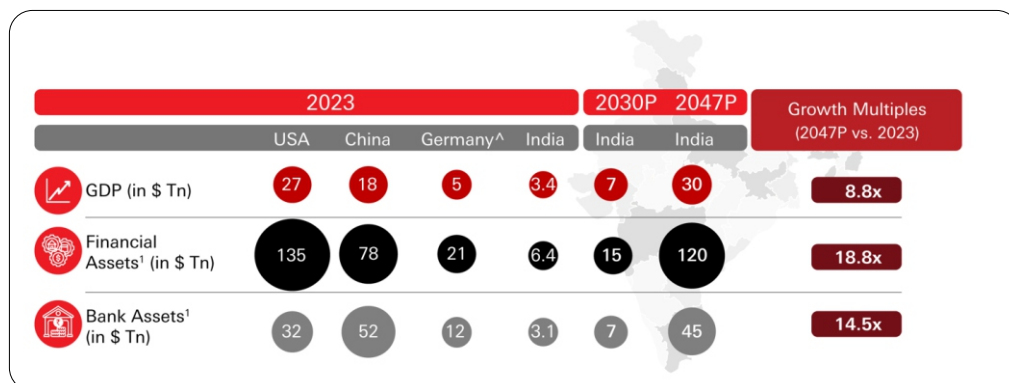 2023 2030P 2047P Growth Multiples
(2047P vs. 2023)
USA China Germany^ India India India
GDP (in $ Tn) 27 18 5 3.4 7 30 8.8x
Financial
Assets¹ (in $ Tn) 135 78 21 6.4 15 120 18.8x
Bank Assets¹
(in $ Tn) 32 52 12 3.1 7 45 14.5x